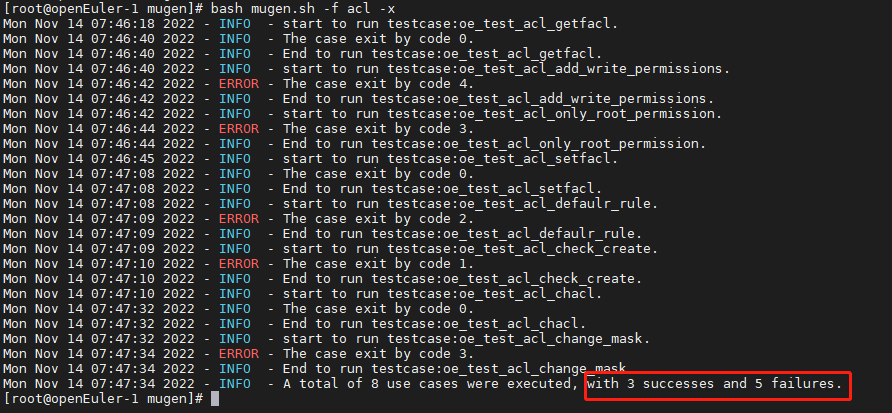 [root@openEuler-1 mugen]# bash mugen.sh -f acl -x
Mon Nov 14 07:46:18 2022 - INFO  - start to run testcase:oe_test_acl_getfacl.
Mon Nov 14 07:46:40 2022 - INFO  - The case exit by code 0.
Mon Nov 14 07:46:40 2022 - INFO  - End to run testcase:oe_test_acl_getfacl.
Mon Nov 14 07:46:40 2022 - INFO  - start to run testcase:oe_test_acl_add_write_permissions.
Mon Nov 14 07:46:42 2022 - ERROR - The case exit by code 4.
Mon Nov 14 07:46:42 2022 - INFO  - End to run testcase:oe_test_acl_add_write_permissions.
Mon Nov 14 07:46:42 2022 - INFO  - start to run testcase:oe_test_acl_only_root_permission.
Mon Nov 14 07:46:44 2022 - ERROR - The case exit by code 3.
Mon Nov 14 07:46:44 2022 - INFO  - End to run testcase:oe_test_acl_only_root_permission.
Mon Nov 14 07:46:45 2022 - INFO  - start to run testcase:oe_test_acl_setfacl.
Mon Nov 14 07:47:08 2022 - INFO  - The case exit by code 0.
Mon Nov 14 07:47:08 2022 - INFO  - End to run testcase:oe_test_acl_setfacl.
Mon Nov 14 07:47:08 2022 - INFO  - start to run testcase:oe_test_acl_defaulr_rule.
Mon Nov 14 07:47:09 2022 - ERROR - The case exit by code 2.
Mon Nov 14 07:47:09 2022 - INFO  - End to run testcase:oe_test_acl_defaulr_rule.
Mon Nov 14 07:47:09 2022 - INFO  - start to run testcase:oe_test_acl_check_create.
Mon Nov 14 07:47:10 2022 - ERROR - The case exit by code 1.
Mon Nov 14 07:47:10 2022 - INFO  - End to run testcase:oe_test_acl_check_create.
Mon Nov 14 07:47:10 2022 - INFO  - start to run testcase:oe_test_acl_chacl.
Mon Nov 14 07:47:32 2022 - INFO  - The case exit by code 0.
Mon Nov 14 07:47:32 2022 - INFO  - End to run testcase:oe_test_acl_chacl.
Mon Nov 14 07:47:32 2022 - INFO  - start to run testcase:oe_test_acl_change_mask.
Mon Nov 14 07:47:34 2022 - ERROR - The case exit by code 3.
Mon Nov 14 07:47:34 2022 - INFO  - End to run testcase:oe_test_acl_change_mask
Mon Nov 14 07:47:34 2022 - INFO  - A total of 8 use cases were executed, with 3 successes and 5 failures.
[root@openEuler-1 mugen]#